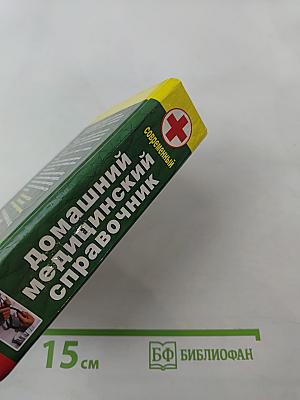 современный
домашний
медицинский
справочник
15 см
БФ БИБЛИОФАН